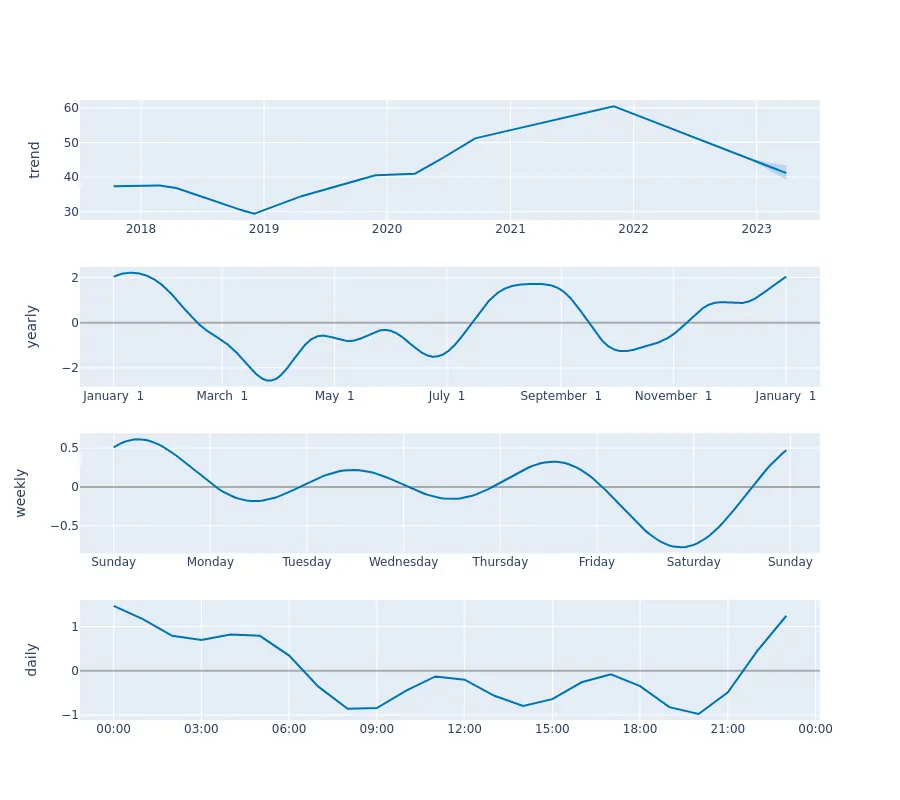 trend
60
50
40
30
2018 2019 2020 2021 2022 2023
yearly
2
0
−2
January 1 March 1 May 1 July 1 September 1 November 1 January 1
weekly
0.5
0
−0.5
Sunday Monday Tuesday Wednesday Thursday Friday Saturday Sunday
daily
1
0
−1
00:00 03:00 06:00 09:00 12:00 15:00 18:00 21:00 00:00